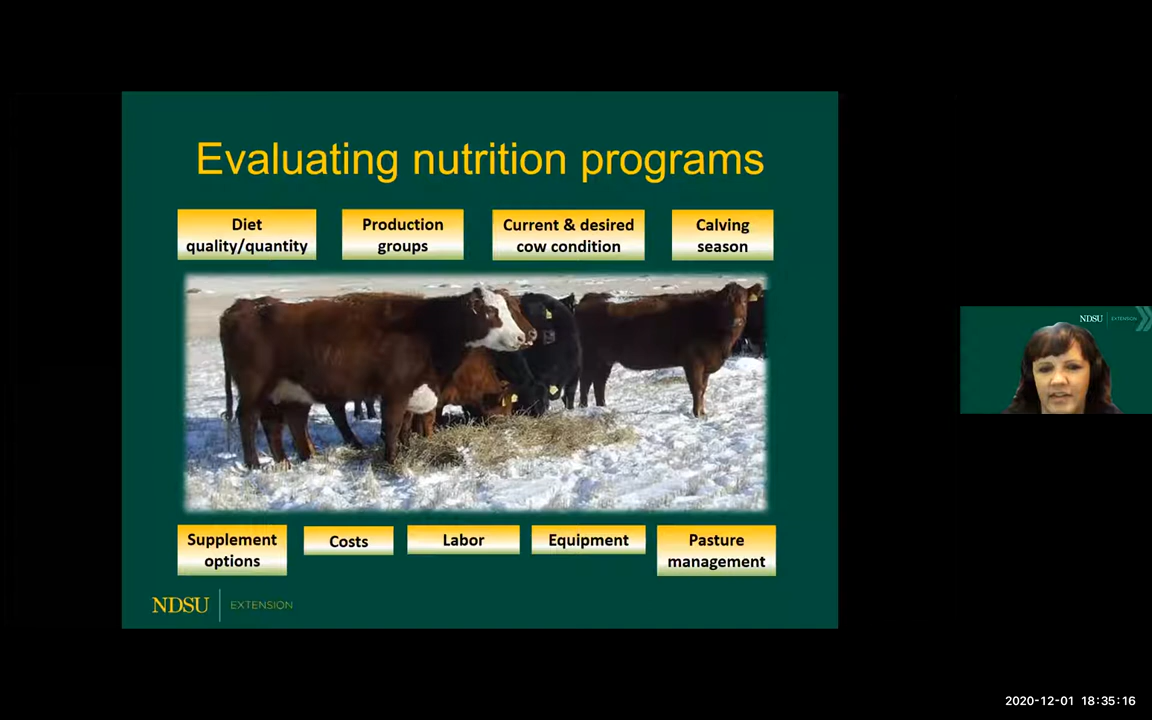 Evaluating nutrition programs
Diet
quality/quantity
Production
groups
Current & desired
cow condition
Calving
season
Supplement
options
Costs
Labor
Equipment
Pasture
management
NDSU EXTENSION
NDSU EXTENSION
2020-12-01 18:35:16